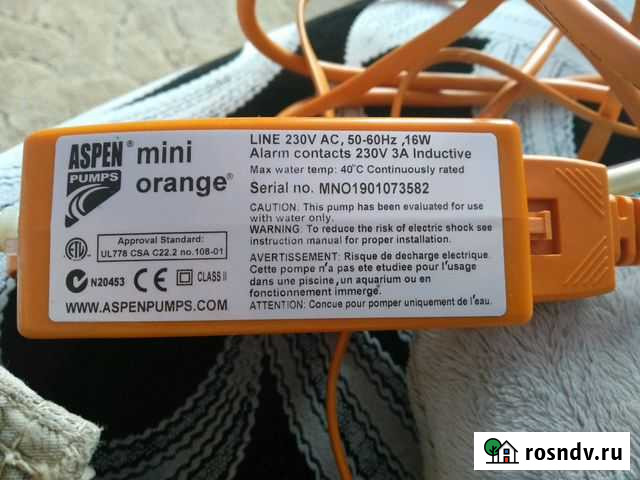 ASPEN®
PUMPS
mini
orange®
LINE 230V AC, 50-60Hz ,16W
Alarm contacts 230V 3A Inductive
Max water temp: 40°C Continuously rated
Serial no. MNO1901073582
CAUTION: This pump has been evaluated for use
with water only.
WARNING: To reduce the risk of electric shock see
instruction manual for proper installation.
AVERTISSEMENT: Risque de decharge electrique.
Cette pompe n'a pas ete etudiee pour l'usage
dans une piscine,un aquarium ou en
fonctionnement immergé.
ATTENTION: Concue pour pomper uniquement de l'eau.
ETL
Approval Standard:
UL778 CSA C22.2 no.108-01
N20453
CE
CLASS II
WWW.ASPENPUMPS.COM
rosndv.ru